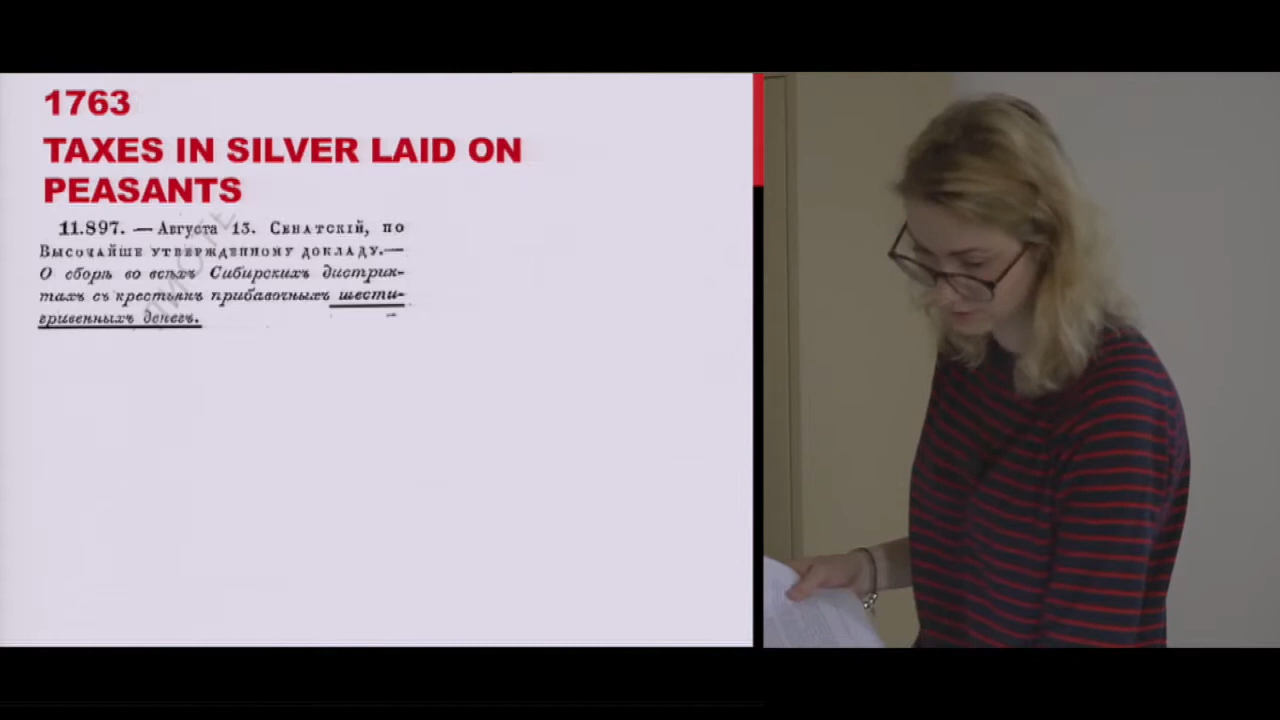 1763
TAXES IN SILVER LAID ON
PEASANTS
11.897. — Августа 13. Сенатскій, по
Высочайше утвержденному докладу.—
О сборѣ во всѣхъ Сибирскихъ дистрик-
тахъ съ крестьянъ прибавочныхъ шести-
гривенныхъ денегъ.